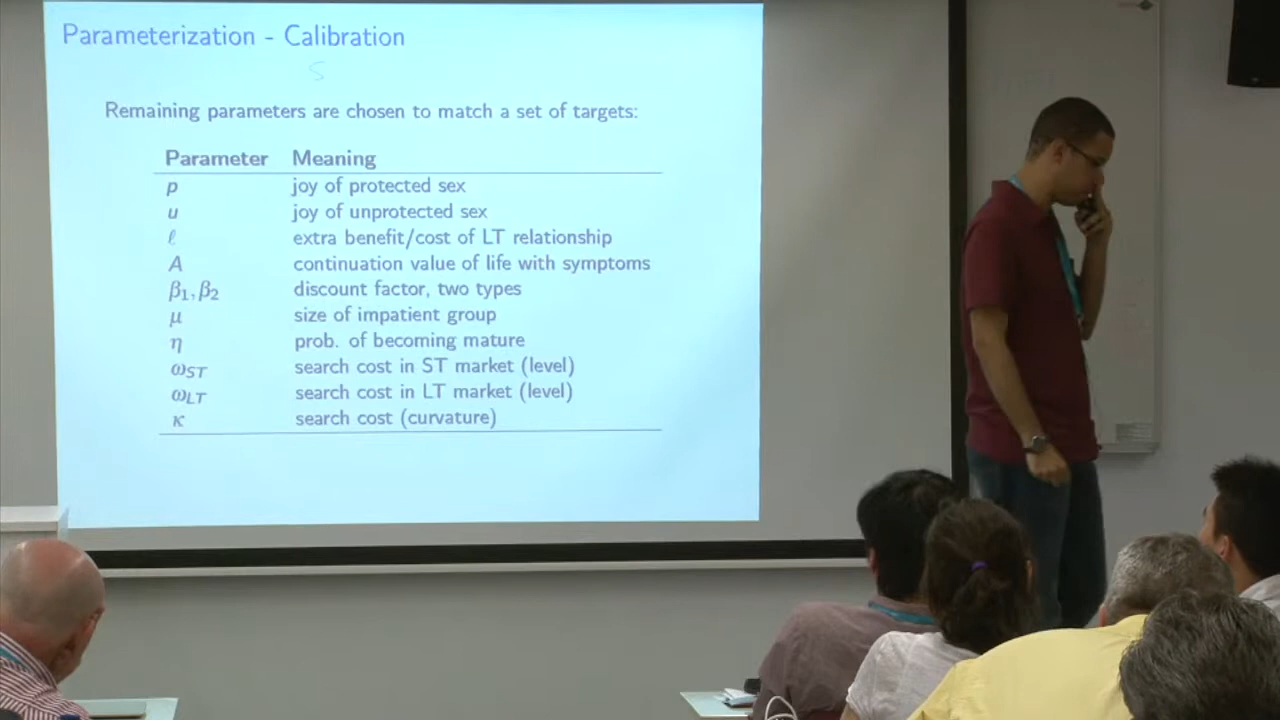 Parameterization - Calibration
S
Remaining parameters are chosen to match a set of targets:
Parameter Meaning
p joy of protected sex
u joy of unprotected sex
ℓ extra benefit/cost of LT relationship
A continuation value of life with symptoms
β₁, β₂ discount factor, two types
μ size of impatient group
η prob. of becoming mature
ω_ST search cost in ST market (level)
ω_LT search cost in LT market (level)
κ search cost (curvature)